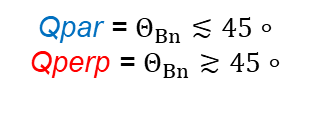 Qpar = Θ_Bn ≲ 45 ∘
Qperp = Θ_Bn ≳ 45 ∘